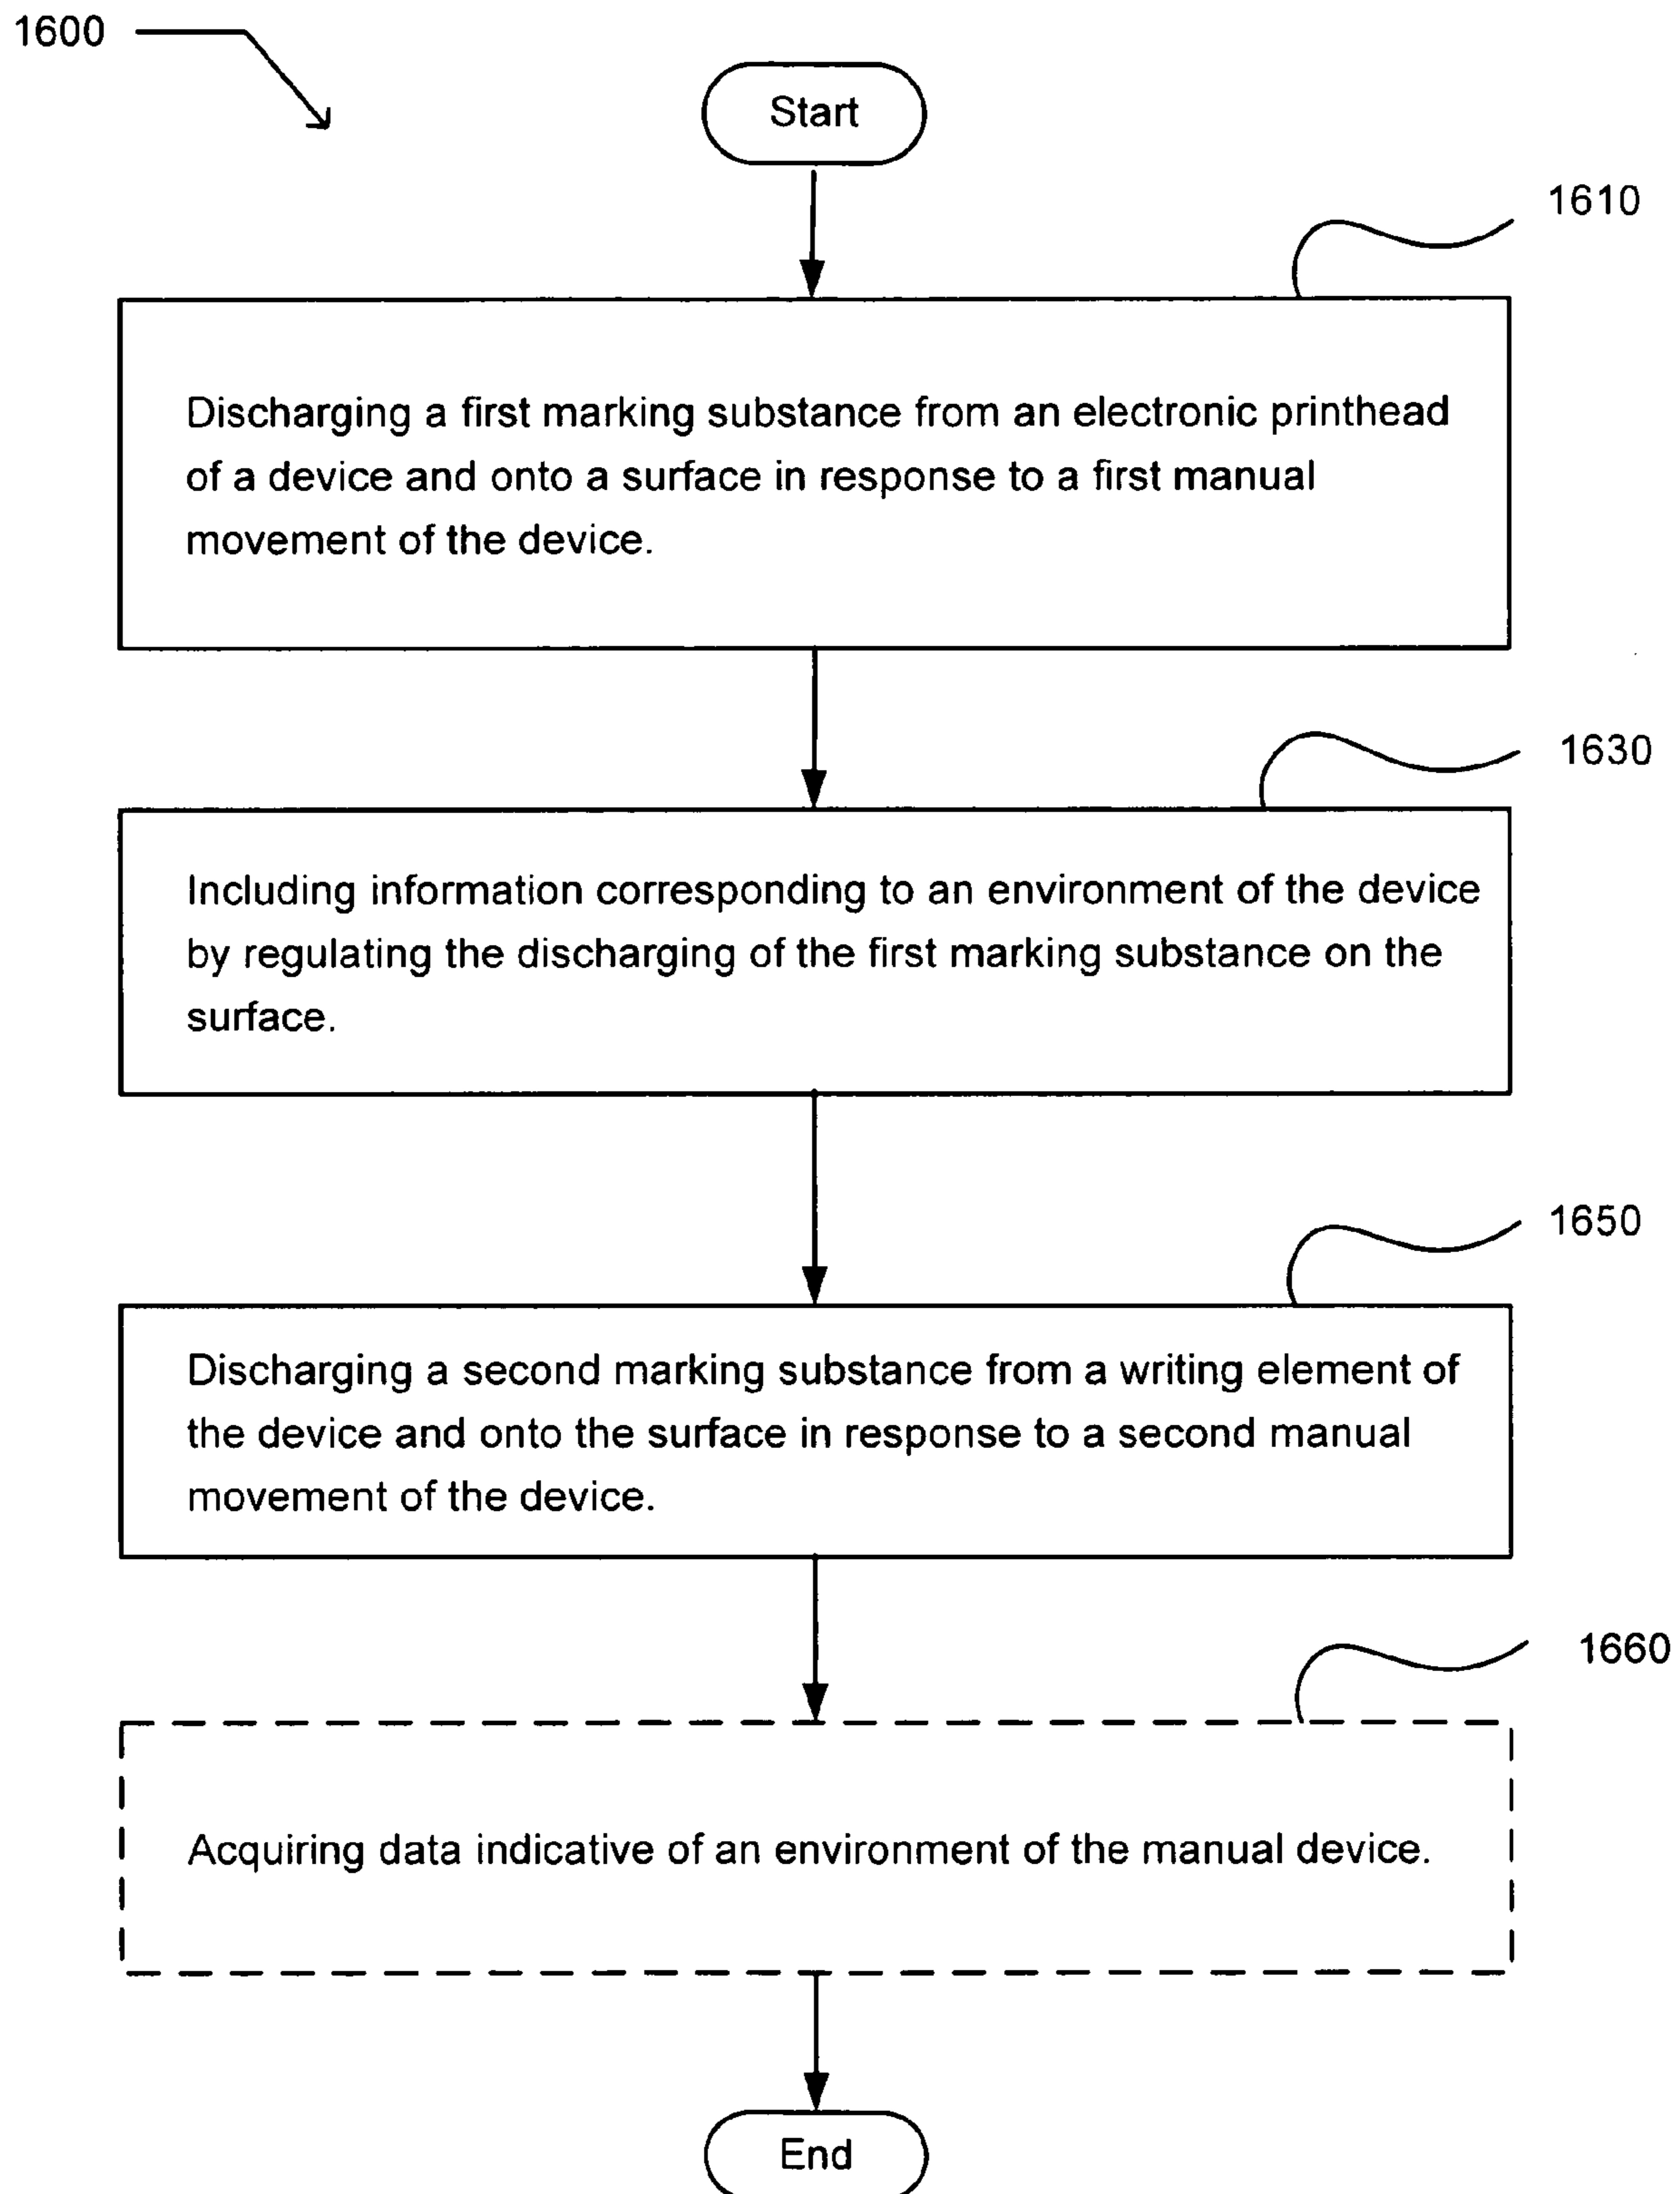 1600
Start
1610
Discharging a first marking substance from an electronic printhead
of a device and onto a surface in response to a first manual
movement of the device.
1630
Including information corresponding to an environment of the device
by regulating the discharging of the first marking substance on the
surface.
1650
Discharging a second marking substance from a writing element of
the device and onto the surface in response to a second manual
movement of the device.
1660
Acquiring data indicative of an environment of the manual device.
End